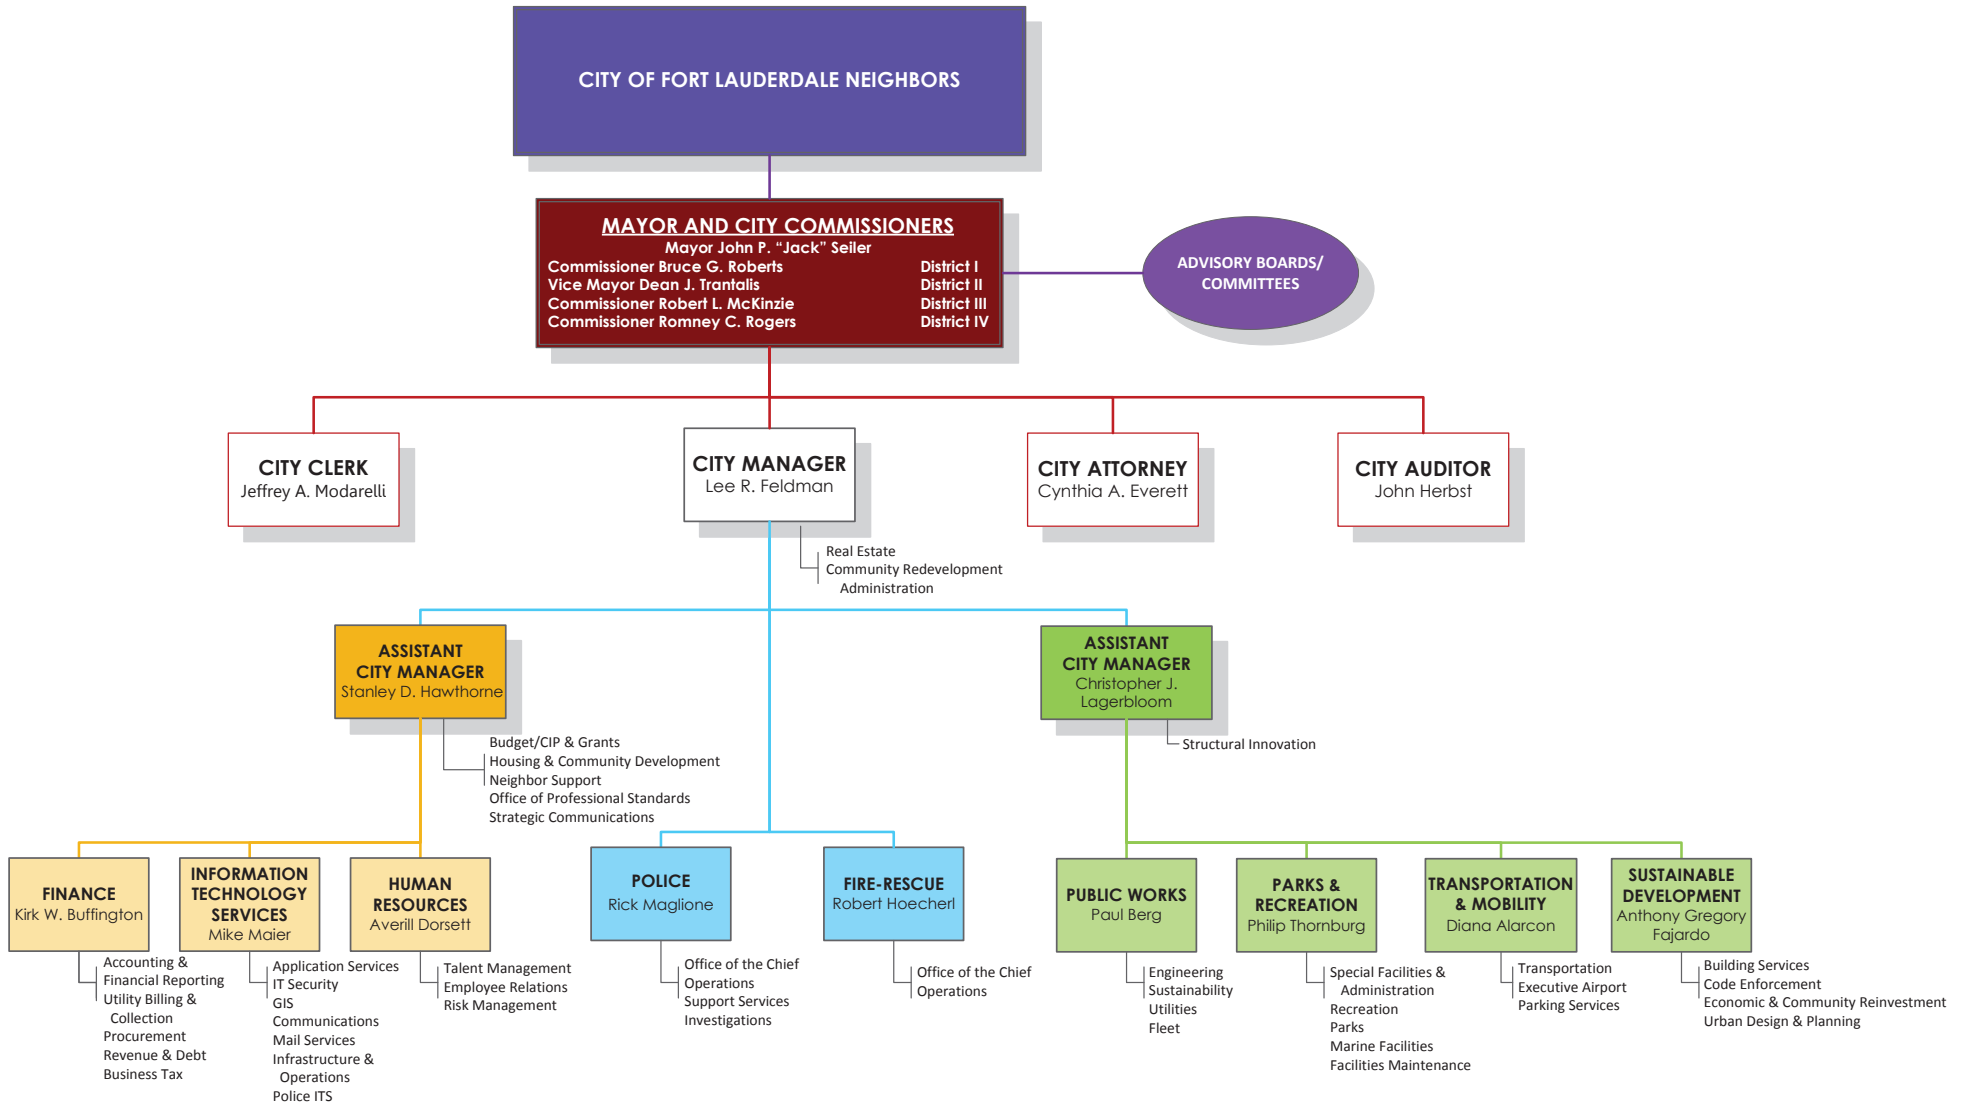 CITY OF FORT LAUDERDALE NEIGHBORS
MAYOR AND CITY COMMISSIONERS
Mayor John P. “Jack” Seiler
Commissioner Bruce G. Roberts District I
Vice Mayor Dean J. Trantalis District II
Commissioner Robert L. McKinzie District III
Commissioner Romney C. Rogers District IV
ADVISORY BOARDS/
COMMITTEES
CITY CLERK
Jeffrey A. Modarelli
CITY MANAGER
Lee R. Feldman
CITY ATTORNEY
Cynthia A. Everett
CITY AUDITOR
John Herbst
Real Estate
Community Redevelopment
Administration
ASSISTANT
CITY MANAGER
Stanley D. Hawthorne
ASSISTANT
CITY MANAGER
Christopher J.
Lagerbloom
Budget/CIP & Grants
Housing & Community Development
Neighbor Support
Office of Professional Standards
Strategic Communications
Structural Innovation
FINANCE
Kirk W. Buffington
INFORMATION
TECHNOLOGY
SERVICES
Mike Maier
HUMAN
RESOURCES
Averill Dorsett
POLICE
Rick Maglione
FIRE-RESCUE
Robert Hoecherl
PUBLIC WORKS
Paul Berg
PARKS &
RECREATION
Philip Thornburg
TRANSPORTATION
& MOBILITY
Diana Alarcon
SUSTAINABLE
DEVELOPMENT
Anthony Gregory
Fajardo
Accounting &
Financial Reporting
Utility Billing &
Collection
Procurement
Revenue & Debt
Business Tax
Application Services
IT Security
GIS
Communications
Mail Services
Infrastructure &
Operations
Police ITS
Talent Management
Employee Relations
Risk Management
Office of the Chief
Operations
Support Services
Investigations
Office of the Chief
Operations
Engineering
Sustainability
Utilities
Fleet
Special Facilities &
Administration
Recreation
Parks
Marine Facilities
Facilities Maintenance
Transportation
Executive Airport
Parking Services
Building Services
Code Enforcement
Economic & Community Reinvestment
Urban Design & Planning